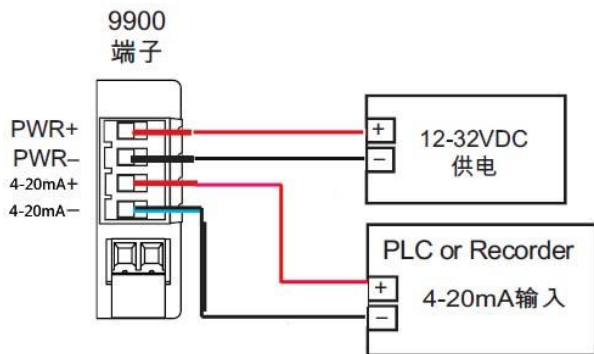 9900
端子
PWR+
PWR−
4-20mA+
4-20mA−
+
−
12-32VDC
供电
PLC or Recorder
+
−
4-20mA输入